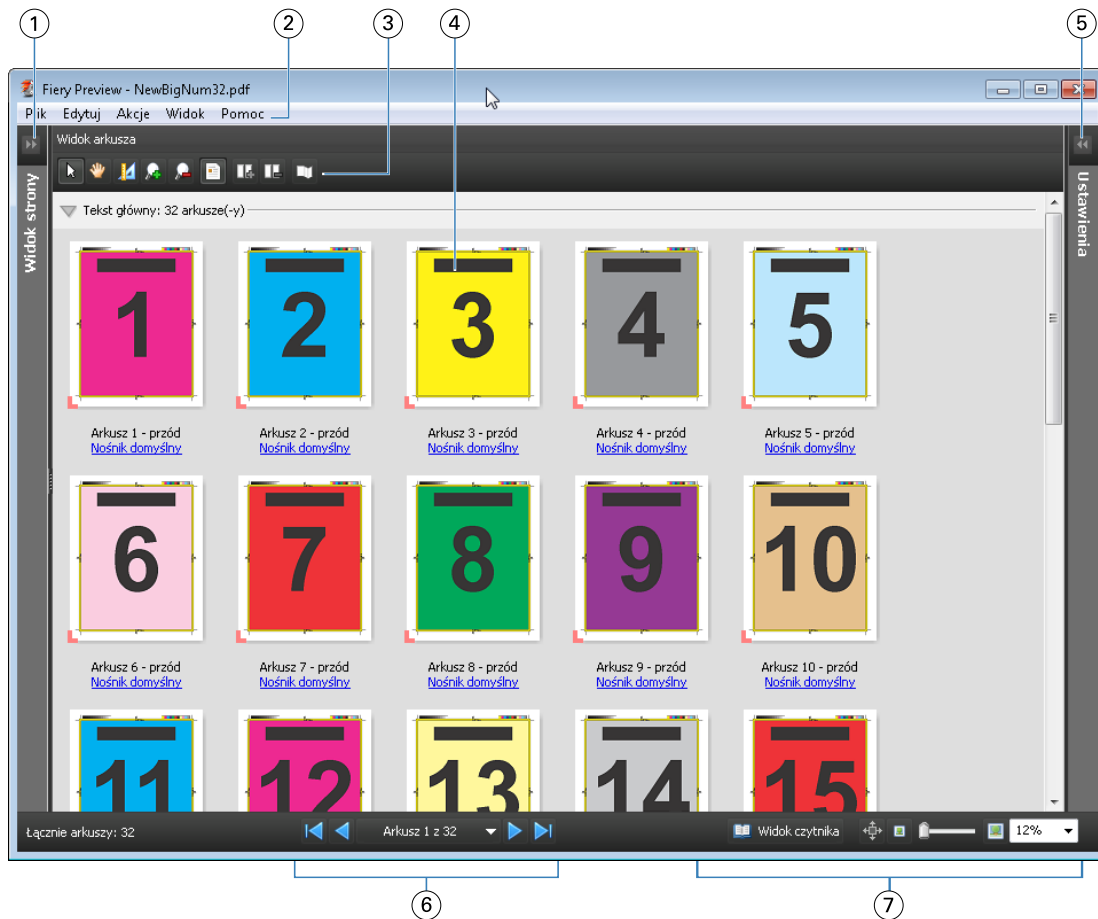 1 2 3 4 5
Fiery Preview - NewBigNum32.pdf
Plik Edytuj Akcje Widok Pomoc
Widok arkusza
Widok strony
Ustawienia
Tekst główny: 32 arkusze(-y)
1 2 3 4 5
Arkusz 1 - przód Arkusz 2 - przód Arkusz 3 - przód Arkusz 4 - przód Arkusz 5 - przód
Nośnik domyślny Nośnik domyślny Nośnik domyślny Nośnik domyślny Nośnik domyślny
6 7 8 9 10
Arkusz 6 - przód Arkusz 7 - przód Arkusz 8 - przód Arkusz 9 - przód Arkusz 10 - przód
Nośnik domyślny Nośnik domyślny Nośnik domyślny Nośnik domyślny Nośnik domyślny
11 12 13 14 15
Łącznie arkuszy: 32 Arkusz 1 z 32 Widok czytnika 12%
6 7